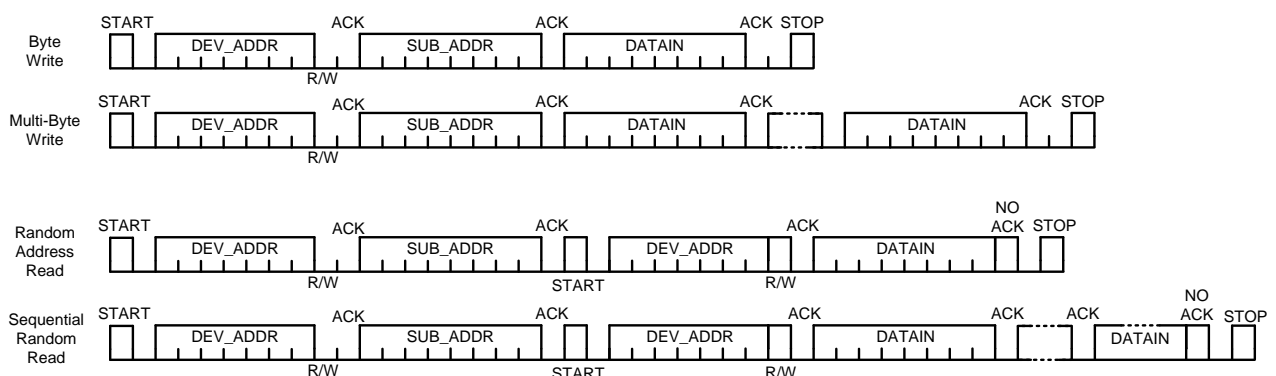 START ACK ACK ACK STOP
Byte
Write
DEV_ADDR SUB_ADDR DATAIN
R/W
START ACK ACK ACK ACK STOP
Multi-Byte
Write
DEV_ADDR SUB_ADDR DATAIN DATAIN
R/W
NO
START ACK ACK ACK ACK STOP
Random
Address
Read
DEV_ADDR SUB_ADDR DEV_ADDR DATAIN
R/W START R/W
NO
START ACK ACK ACK ACK ACK ACK STOP
Sequential
Random
Read
DEV_ADDR SUB_ADDR DEV_ADDR DATAIN DATAIN
R/W START R/W